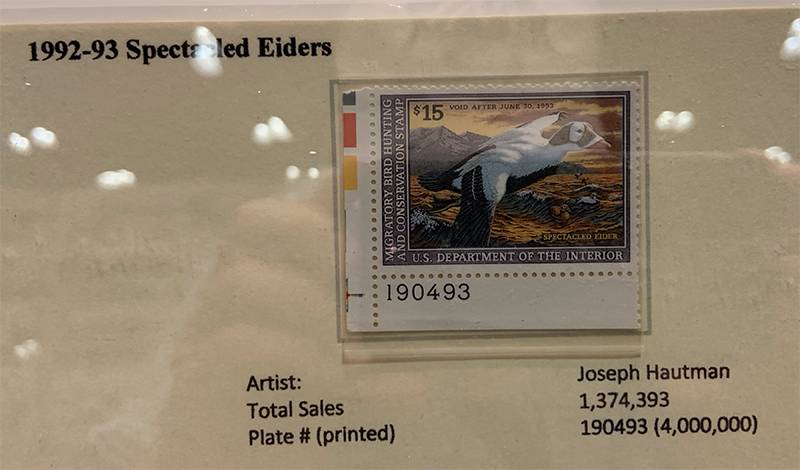 1992-93 Spectacled Eiders
$15 VOID AFTER JUNE 30, 1993
MIGRATORY BIRD HUNTING
AND CONSERVATION STAMP
SPECTACLED EIDER
U.S. DEPARTMENT OF THE INTERIOR
190493
Artist: Joseph Hautman
Total Sales 1,374,393
Plate # (printed) 190493 (4,000,000)